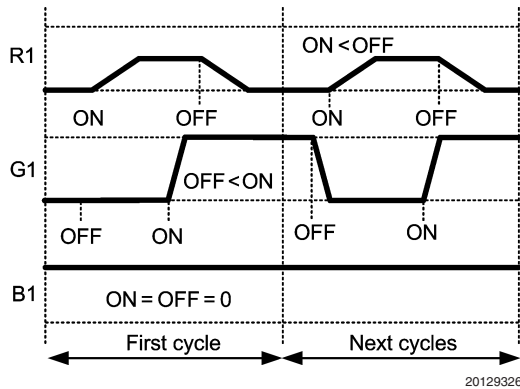 R1
ON < OFF
ON
OFF
ON
OFF
G1
OFF < ON
OFF
ON
OFF
ON
B1
ON = OFF = 0
First cycle
Next cycles
20129326